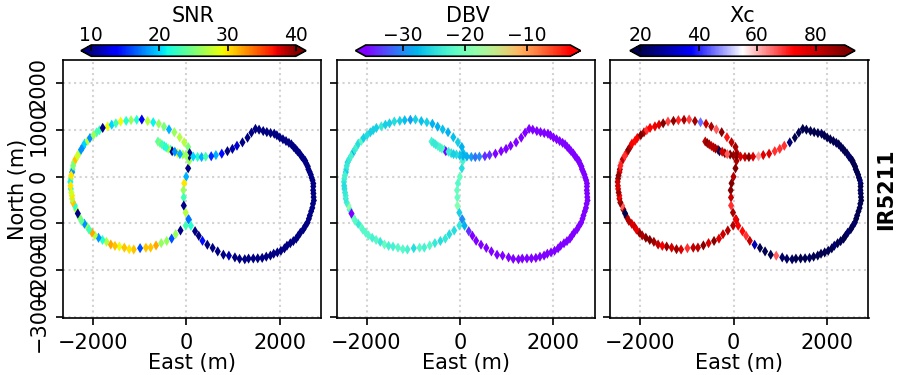 SNR DBV Xc
10 20 30 40 −30 −20 −10 20 40 60 80
2000
1000
0
−1000
−2000
−3000
North (m)
−2000 0 2000 −2000 0 2000 −2000 0 2000
East (m) East (m) East (m)
IR5211